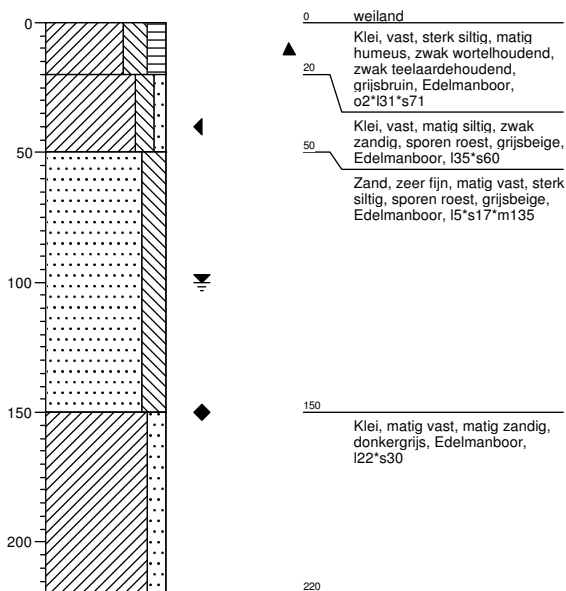 0
50
100
150
200
0 weiland
Klei, vast, sterk siltig, matig
humeus, zwak wortelhoudend,
zwak teelaardehoudend,
grijsbruin, Edelmanboor,
o2*l31*s71
20
Klei, vast, matig siltig, zwak
zandig, sporen roest, grijsbeige,
Edelmanboor, l35*s60
50
Zand, zeer fijn, matig vast, sterk
siltig, sporen roest, grijsbeige,
Edelmanboor, l5*s17*m135
150
Klei, matig vast, matig zandig,
donkergrijs, Edelmanboor,
l22*s30
220